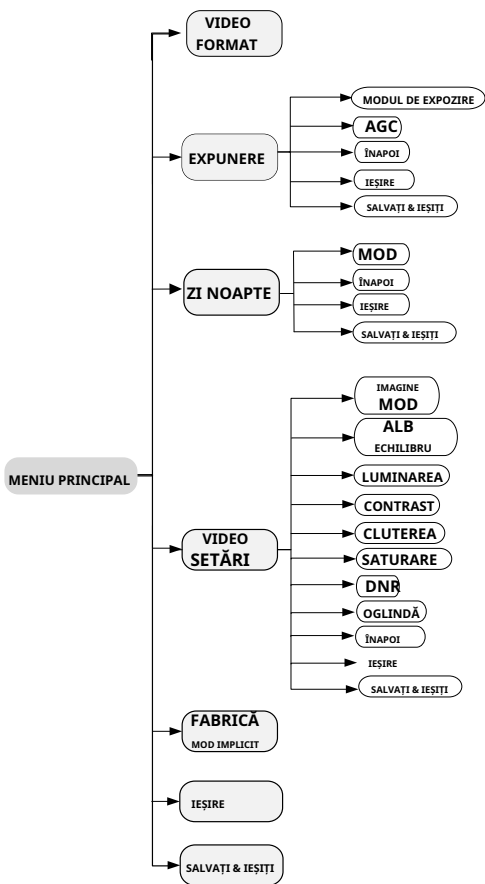 VIDEO
FORMAT
MODUL DE EXPOZIRE
AGC
EXPUNERE
ÎNAPOI
IEȘIRE
SALVAȚI & IEȘIȚI
MOD
ZI NOAPTE
ÎNAPOI
IEȘIRE
SALVAȚI & IEȘIȚI
IMAGINE
MOD
ALB
ECHILIBRU
MENIU PRINCIPAL
LUMINAREA
CONTRAST
CLUTEREA
VIDEO
SETĂRI
SATURARE
DNR
OGLINDĂ
ÎNAPOI
IEȘIRE
SALVAȚI & IEȘIȚI
FABRICĂ
MOD IMPLICIT
IEȘIRE
SALVAȚI & IEȘIȚI